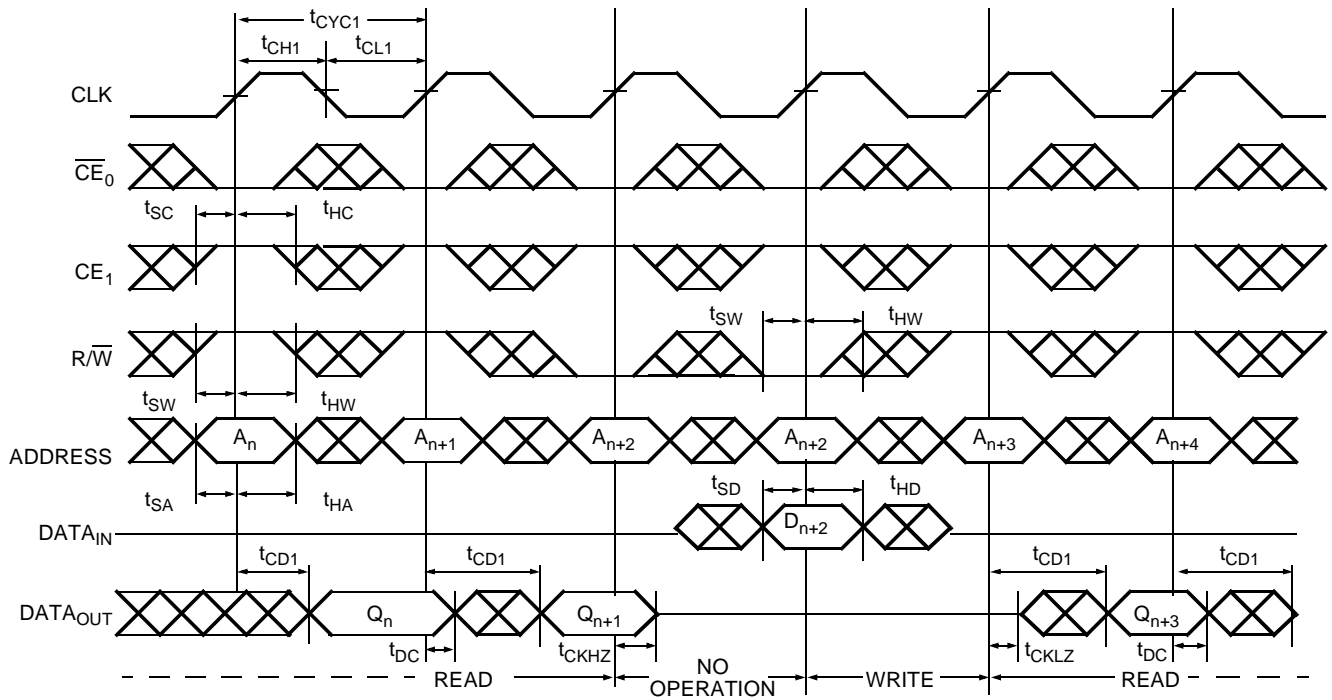 tCYC1
tCH1 tCL1
CLK
CE0
tSC tHC
CE1
tSW tHW
R/W
tSW tHW
ADDRESS An An+1 An+2 An+2 An+3 An+4
tSA tHA tSD tHD
DATAIN Dn+2
tCD1 tCD1 tCD1 tCD1
DATAOUT Qn Qn+1 Qn+3
tDC tCKHZ tCKLZ tDC
READ NO OPERATION WRITE READ